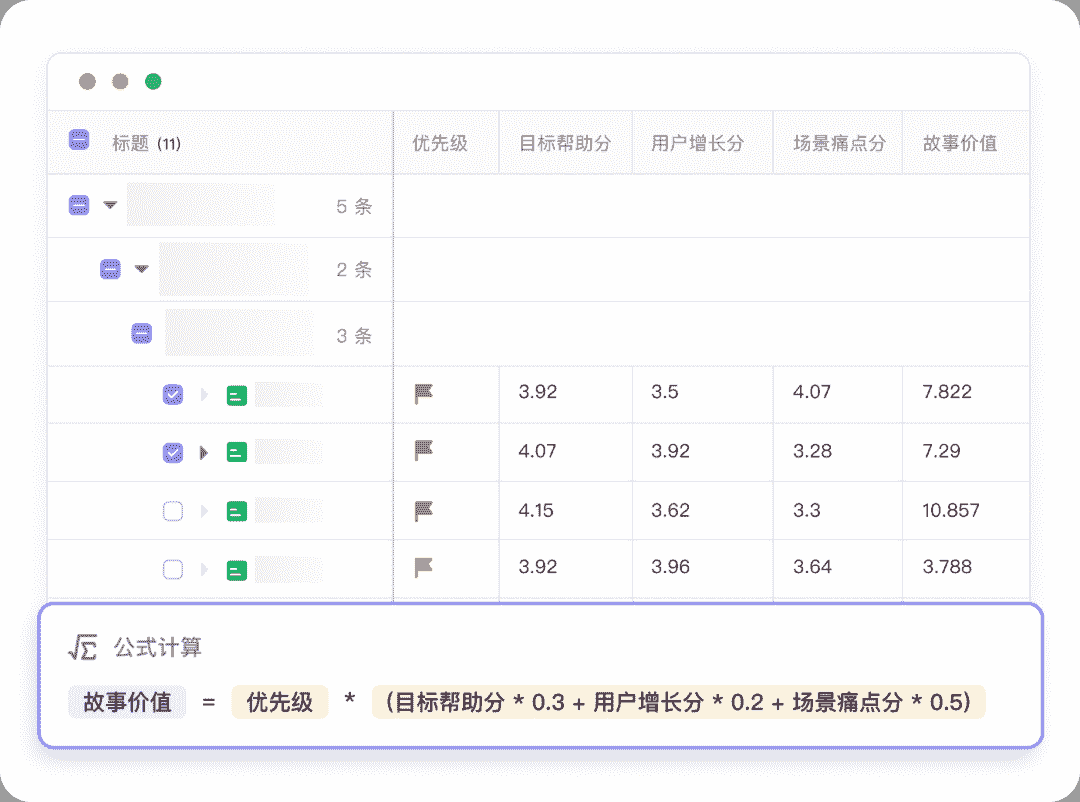 标题 (11) 优先级 目标帮助分 用户增长分 场景痛点分 故事价值
5 条
2 条
3 条
3.92 3.5 4.07 7.822
4.07 3.92 3.28 7.29
4.15 3.62 3.3 10.857
3.92 3.96 3.64 3.788
√Σ 公式计算
故事价值 = 优先级 * (目标帮助分 * 0.3 + 用户增长分 * 0.2 + 场景痛点分 * 0.5)